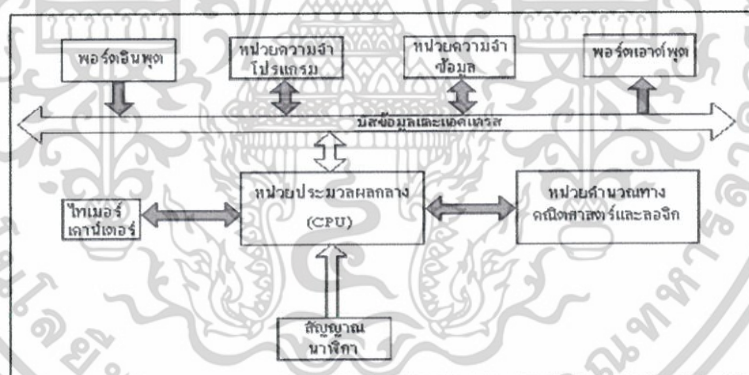 พอร์ตอินพุต
หน่วยความจำ
โปรแกรม
หน่วยความจำ
ข้อมูล
พอร์ตเอาต์พุต
บัสข้อมูลและแอดเดรส
ไทเมอร์
เคาน์เตอร์
หน่วยประมวลผลกลาง
(CPU)
หน่วยคำนวณทาง
คณิตศาสตร์และลอจิก
สัญญาณ
นาฬิกา